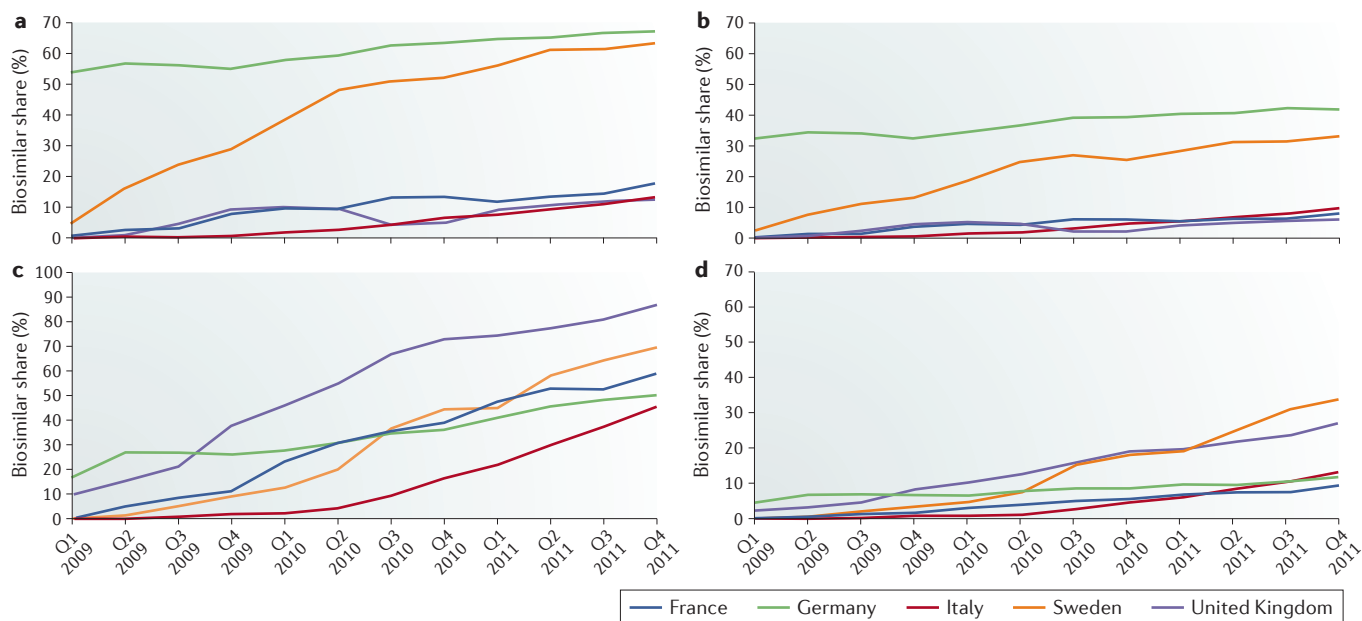 a
Biosimilar share (%)
70
60
50
40
30
20
10
0
b
Biosimilar share (%)
70
60
50
40
30
20
10
0
c
Biosimilar share (%)
100
90
80
70
60
50
40
30
20
10
0
Q1 2009
Q2 2009
Q3 2009
Q4 2009
Q1 2010
Q2 2010
Q3 2010
Q4 2010
Q1 2011
Q2 2011
Q3 2011
Q4 2011
d
Biosimilar share (%)
70
60
50
40
30
20
10
0
Q1 2009
Q2 2009
Q3 2009
Q4 2009
Q1 2010
Q2 2010
Q3 2010
Q4 2010
Q1 2011
Q2 2011
Q3 2011
Q4 2011
France
Germany
Italy
Sweden
United Kingdom